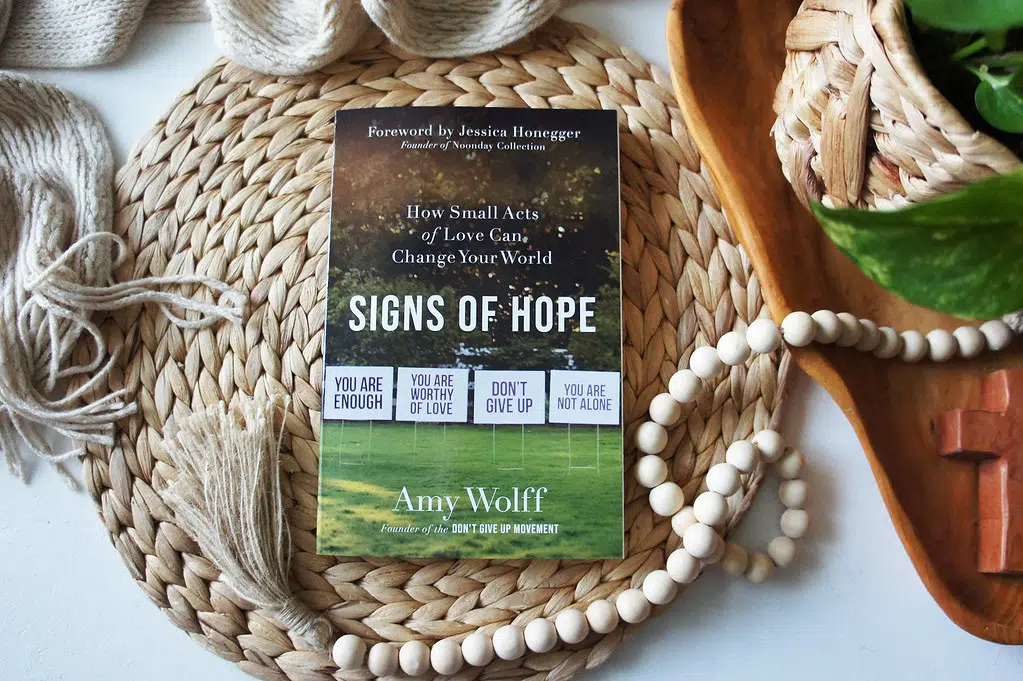 Foreword by Jessica Honegger
Founder of Noonday Collection
How Small Acts
of Love Can
Change Your World
SIGNS OF HOPE
YOU ARE
ENOUGH
YOU ARE
WORTHY
OF LOVE
DON'T
GIVE UP
YOU ARE
NOT ALONE
Amy Wolff
Founder of the DON'T GIVE UP MOVEMENT